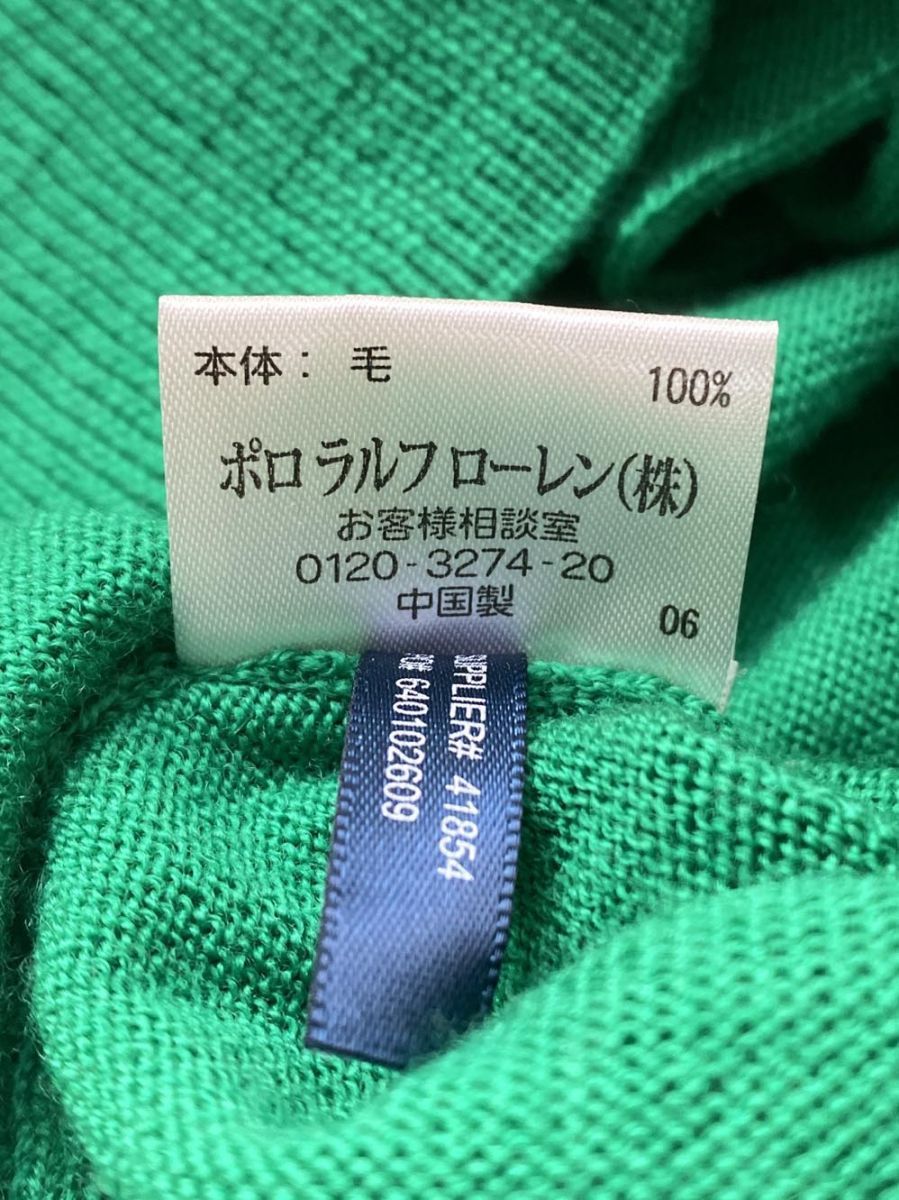 本体： 毛 100%
ポロ ラルフ ローレン(株)
お客様相談室
0120-3274-20
中国製 06
SUPPLIER# 41854
640102609